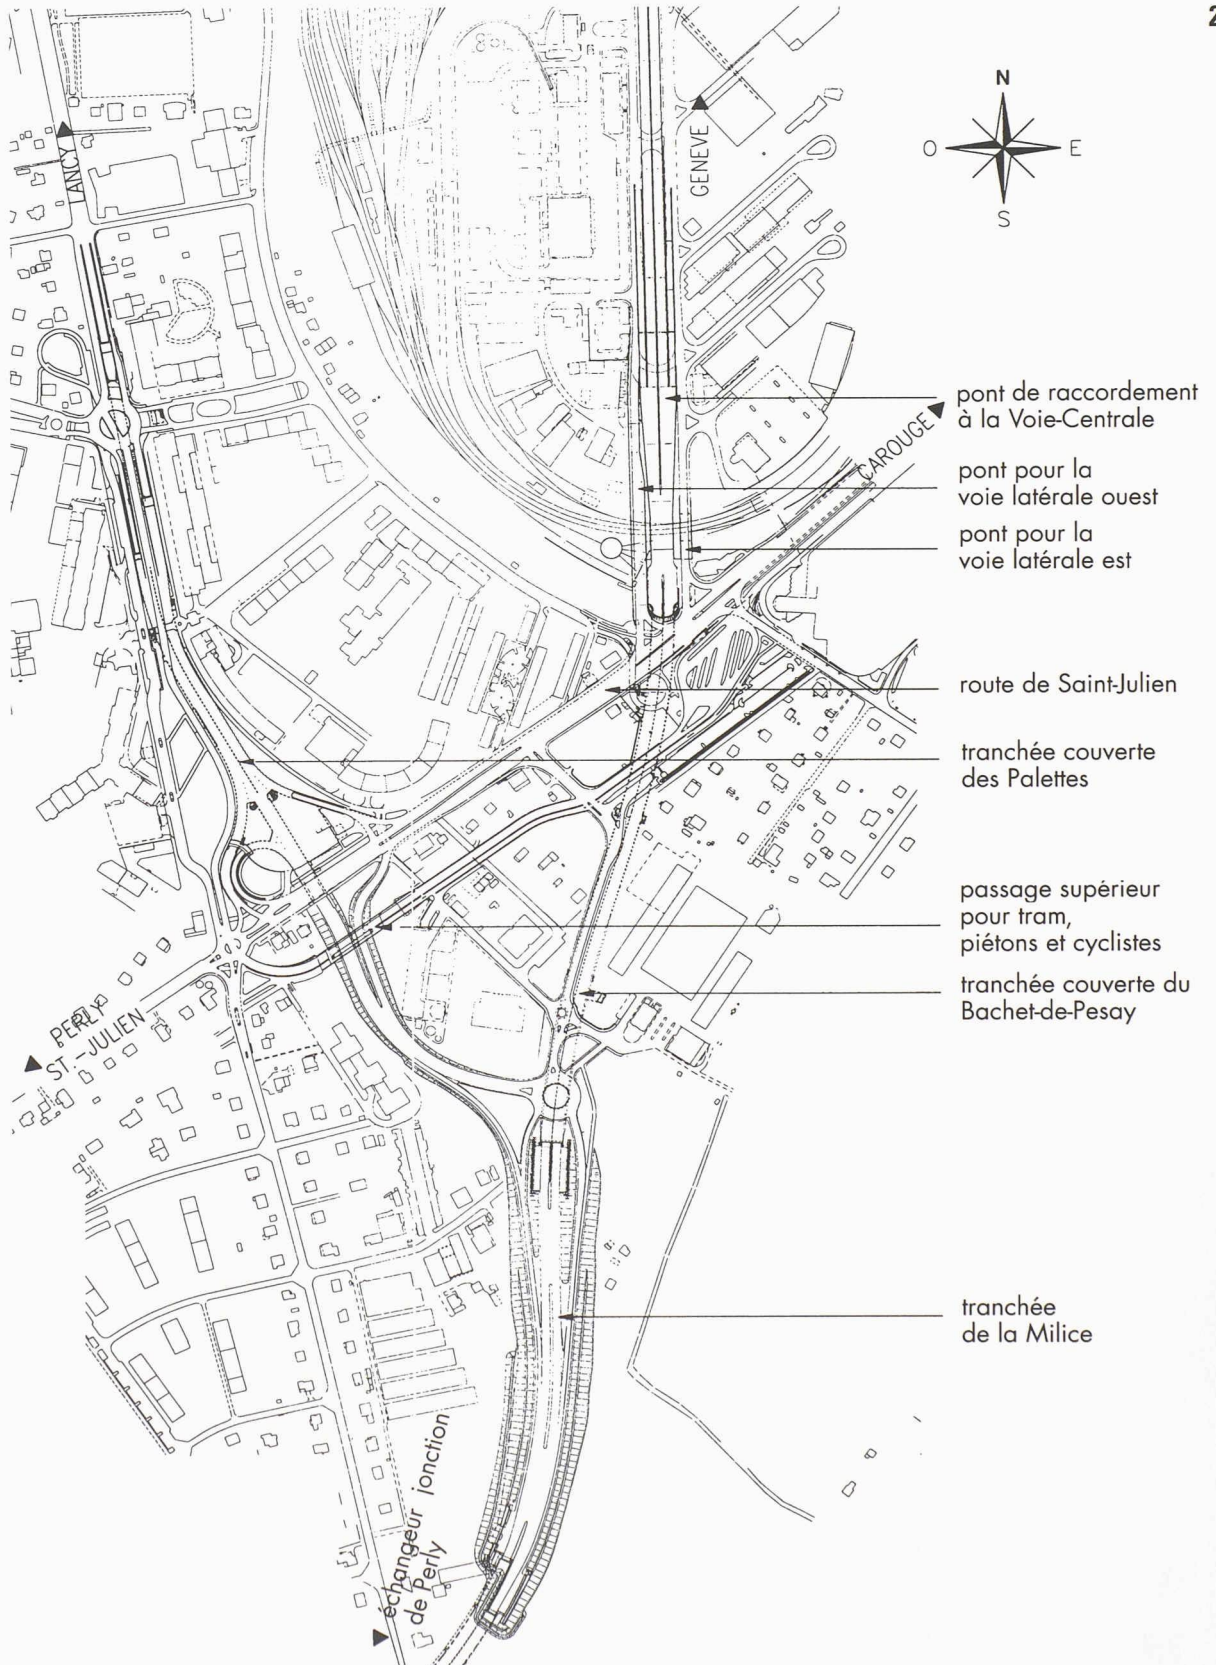 2
N
O
E
S
LANCY
GENEVE
CAROUGE
pont de raccordement
à la Voie-Centrale
pont pour la
voie latérale ouest
pont pour la
voie latérale est
route de Saint-Julien
tranchée couverte
des Palettes
passage supérieur
pour tram,
piétons et cyclistes
tranchée couverte du
Bachet-de-Pesay
PERLY
ST.-JULIEN
tranchée
de la Milice
échangeur jonction
de Perly